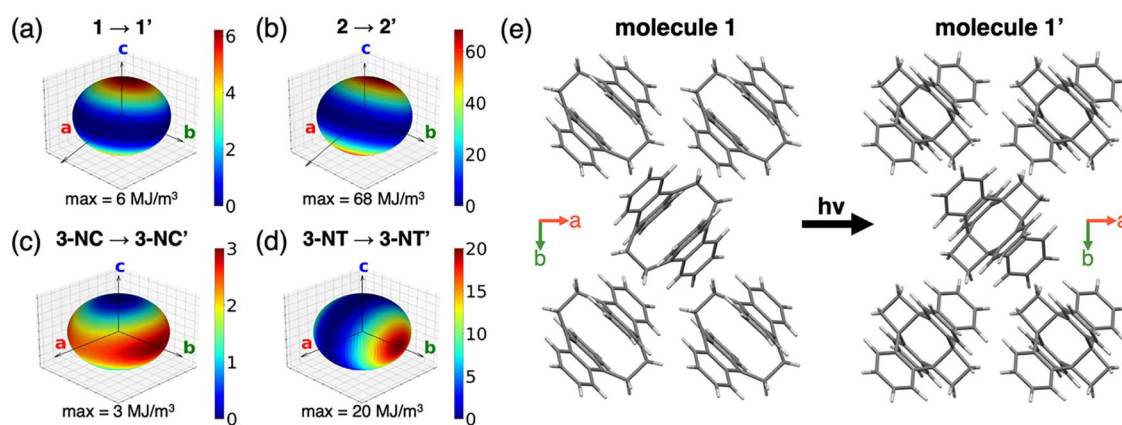 (a) 1 → 1'
c
a
b
max = 6 MJ/m³
6
4
2
0
(b) 2 → 2'
c
a
b
max = 68 MJ/m³
60
40
20
0
(c) 3-NC → 3-NC'
c
a
b
max = 3 MJ/m³
3
2
1
0
(d) 3-NT → 3-NT'
c
a
b
max = 20 MJ/m³
20
15
10
5
0
(e) molecule 1
a
b
hν
molecule 1'
a
b